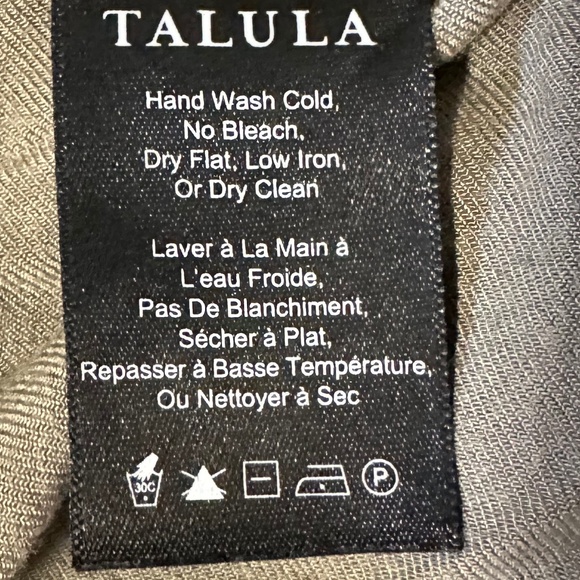 TALULA
Hand Wash Cold,
No Bleach,
Dry Flat, Low Iron,
Or Dry Clean
Laver à La Main à
L'eau Froide,
Pas De Blanchiment,
Sécher à Plat,
Repasser à Basse Température,
Ou Nettoyer à Sec
30C P